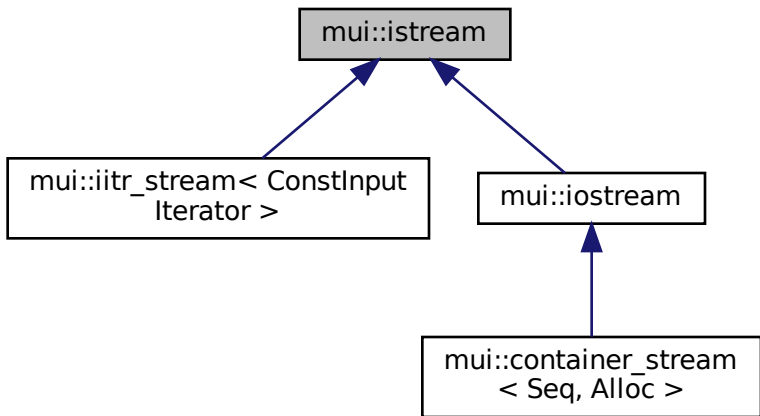 mui::istream
mui::iitr_stream< ConstInput
Iterator >
mui::iostream
mui::container_stream
< Seq, Alloc >